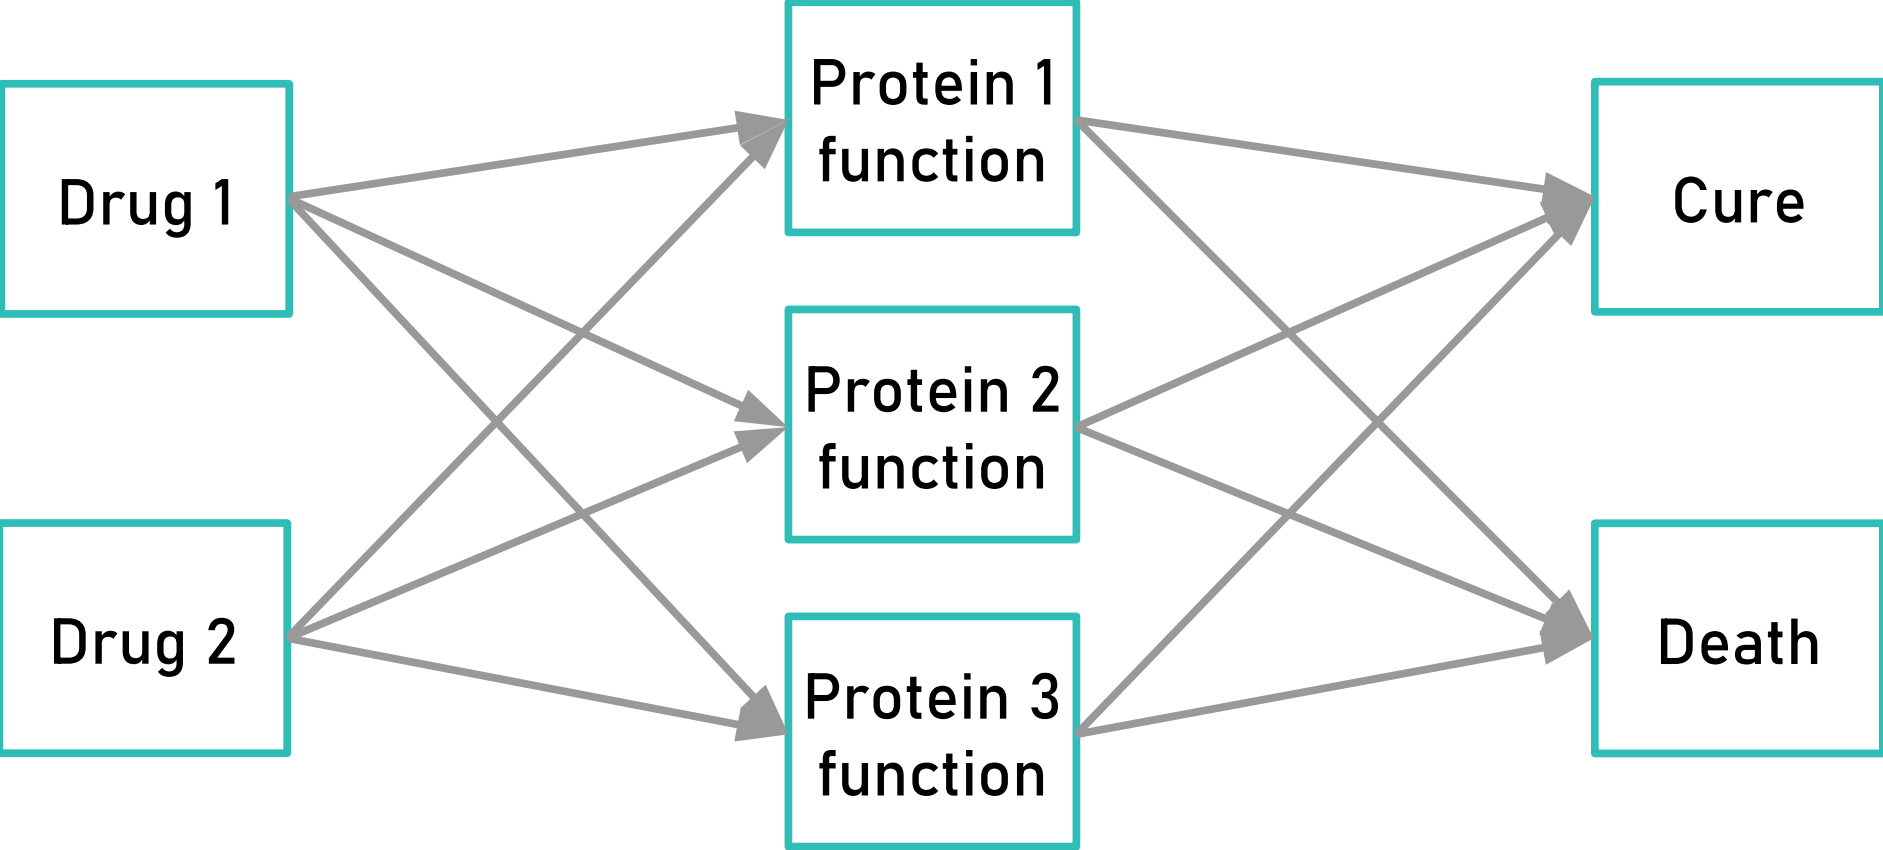 Drug 1
Drug 2
Protein 1
function
Protein 2
function
Protein 3
function
Cure
Death